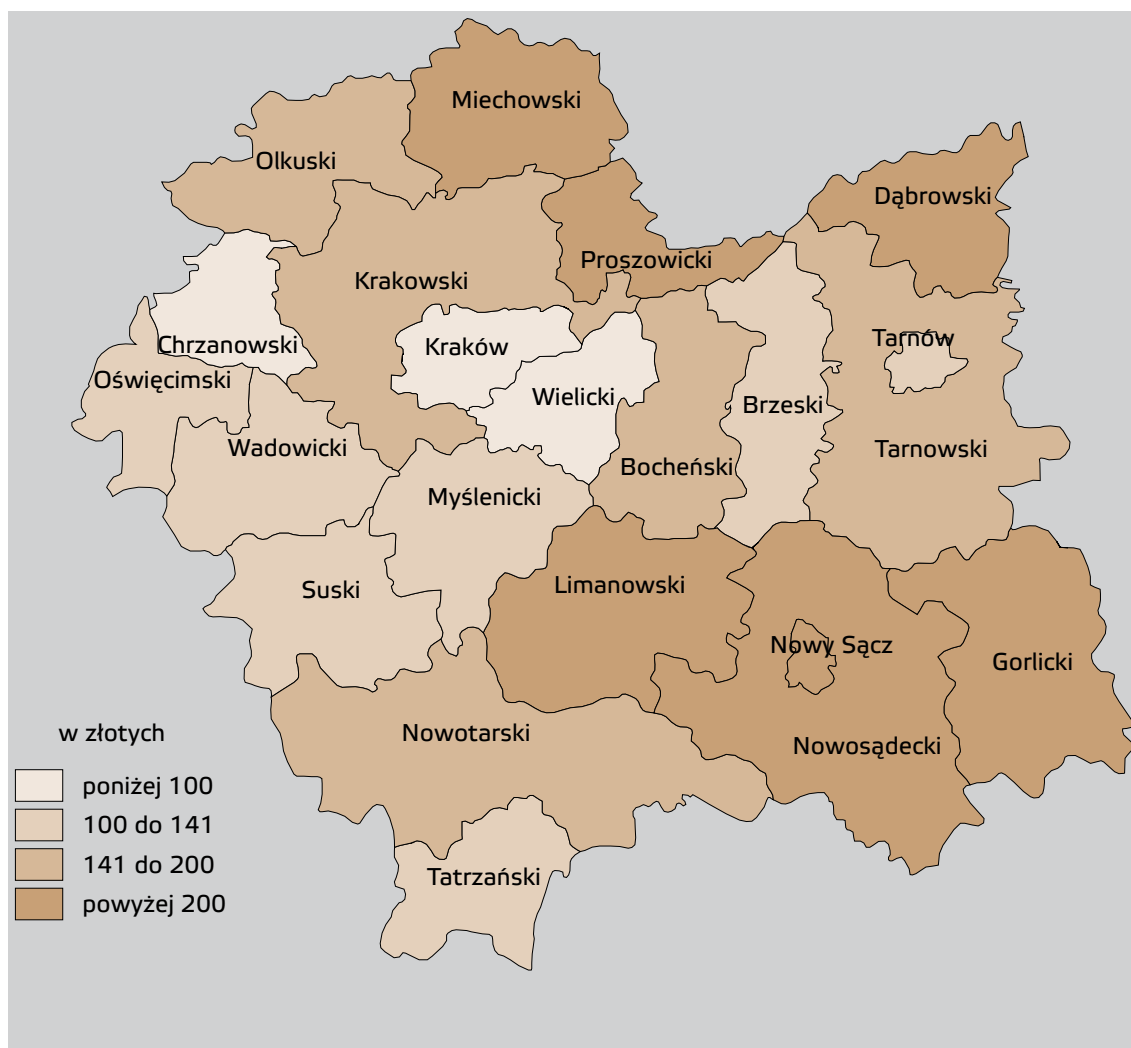 Miechowski
Olkuski
Dąbrowski
Proszowicki
Krakowski
Tarnów
Chrzanowski
Kraków
Oświęcimski
Wielicki
Brzeski
Wadowicki
Tarnowski
Bocheński
Myślenicki
Limanowski
Suski
Nowy Sącz
Gorlicki
Nowotarski
Nowosądecki
Tatrzański
w złotych
poniżej 100
100 do 141
141 do 200
powyżej 200